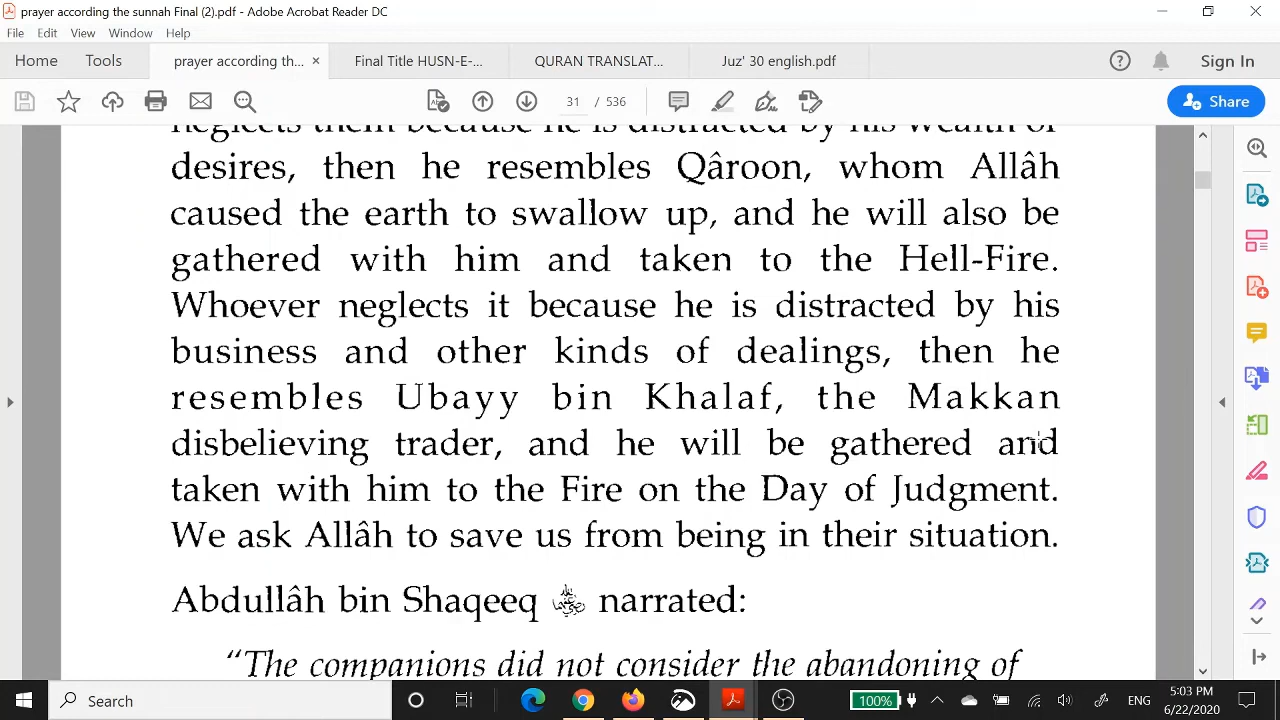 prayer according the sunnah Final (2).pdf - Adobe Acrobat Reader DC
File Edit View Window Help
Home Tools prayer according th... × Final Title HUSN-E-... QURAN TRANSLAT... Juz' 30 english.pdf Sign In
31 / 536 Share
neglects them because he is distracted by his wealth or
desires, then he resembles Qâroon, whom Allâh
caused the earth to swallow up, and he will also be
gathered with him and taken to the Hell-Fire.
Whoever neglects it because he is distracted by his
business and other kinds of dealings, then he
resembles Ubayy bin Khalaf, the Makkan
disbelieving trader, and he will be gathered and
taken with him to the Fire on the Day of Judgment.
We ask Allâh to save us from being in their situation.
Abdullâh bin Shaqeeq narrated:
“The companions did not consider the abandoning of
Search 100% ENG 5:03 PM
6/22/2020